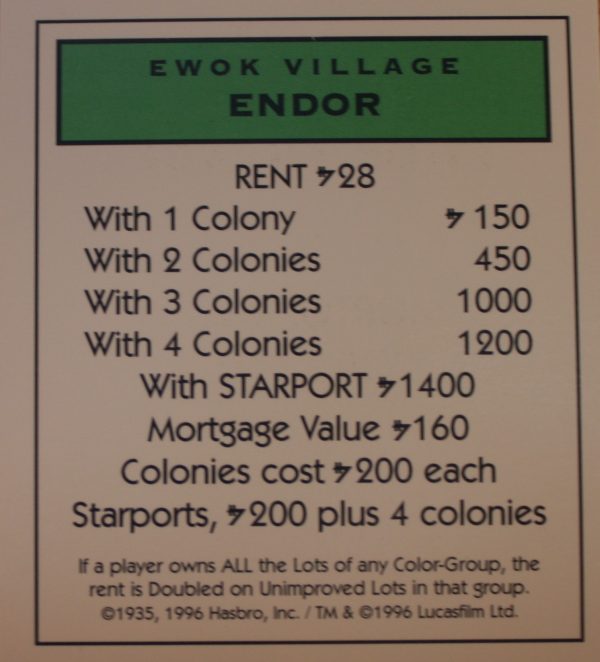 EWOK VILLAGE
ENDOR
RENT 28
With 1 Colony 150
With 2 Colonies 450
With 3 Colonies 1000
With 4 Colonies 1200
With STARPORT 1400
Mortgage Value 160
Colonies cost 200 each
Starports, 200 plus 4 colonies
If a player owns ALL the Lots of any Color-Group, the
rent is Doubled on Unimproved Lots in that group.
©1935, 1996 Hasbro, Inc. / TM & ©1996 Lucasfilm Ltd.